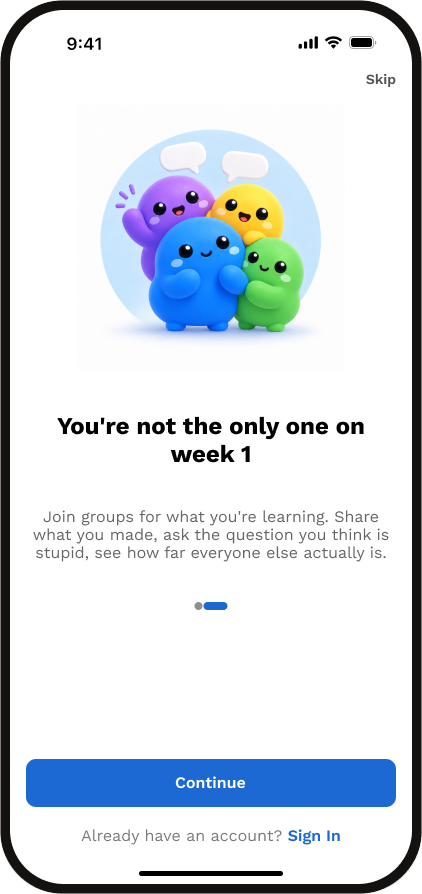 9:41
Skip
You're not the only one on
week 1
Join groups for what you're learning. Share
what you made, ask the question you think is
stupid, see how far everyone else actually is.
Continue
Already have an account? Sign In